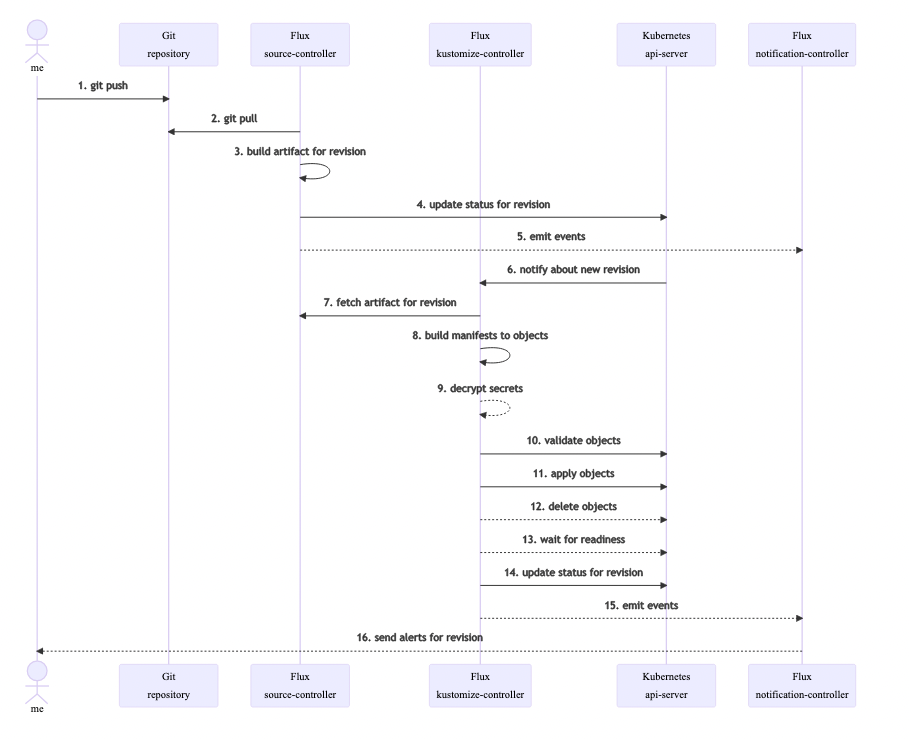 Git
repository
Flux
source-controller
Flux
kustomize-controller
Kubernetes
api-server
Flux
notification-controller
me
1. git push
2. git pull
3. build artifact for revision
4. update status for revision
5. emit events
6. notify about new revision
7. fetch artifact for revision
8. build manifests to objects
9. decrypt secrets
10. validate objects
11. apply objects
12. delete objects
13. wait for readiness
14. update status for revision
15. emit events
16. send alerts for revision
Git
repository
Flux
source-controller
Flux
kustomize-controller
Kubernetes
api-server
Flux
notification-controller
me